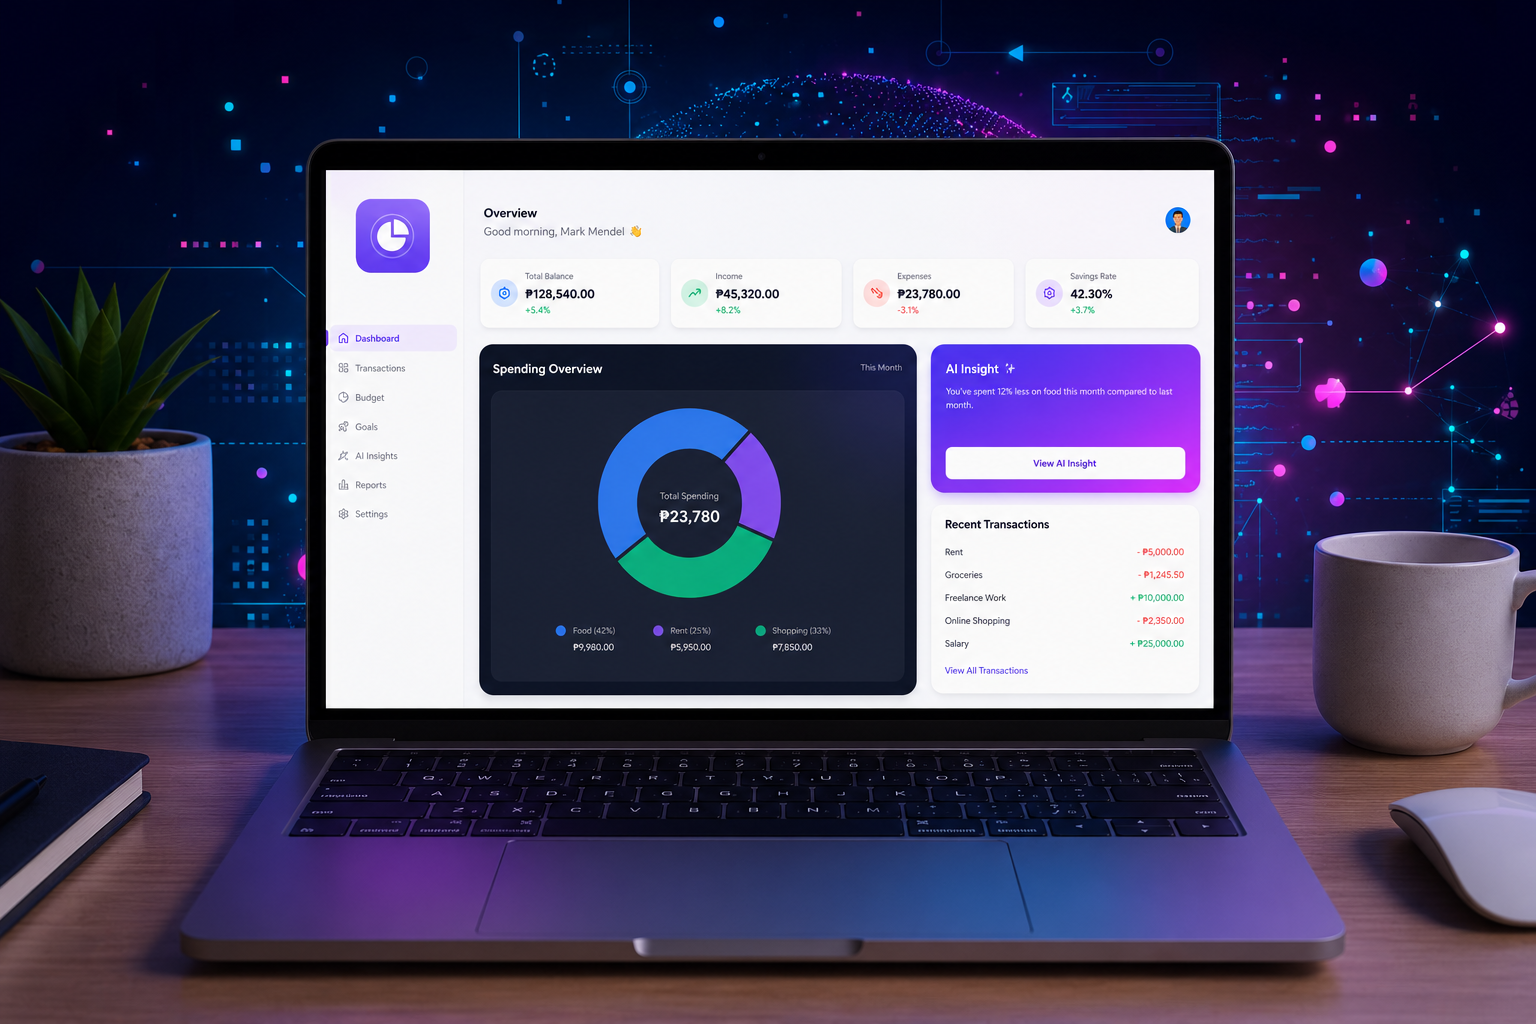 Overview
Good morning, Mark Mendel 👋
Total Balance
₱128,540.00
+5.4%
Income
₱45,320.00
+8.2%
Expenses
₱23,780.00
-3.1%
Savings Rate
42.30%
+3.7%
Dashboard
Transactions
Budget
Goals
AI Insights
Reports
Settings
Spending Overview
This Month
Total Spending
₱23,780
Food (42%)
₱9,980.00
Rent (25%)
₱5,950.00
Shopping (33%)
₱7,850.00
AI Insight
You've spent 12% less on food this month compared to last
month.
View AI Insight
Recent Transactions
Rent - ₱5,000.00
Groceries - ₱1,245.50
Freelance Work + ₱10,000.00
Online Shopping - ₱2,350.00
Salary + ₱25,000.00
View All Transactions
Q W E R T Y U I O P
A S D F G H J K L
Z X C V B B N M